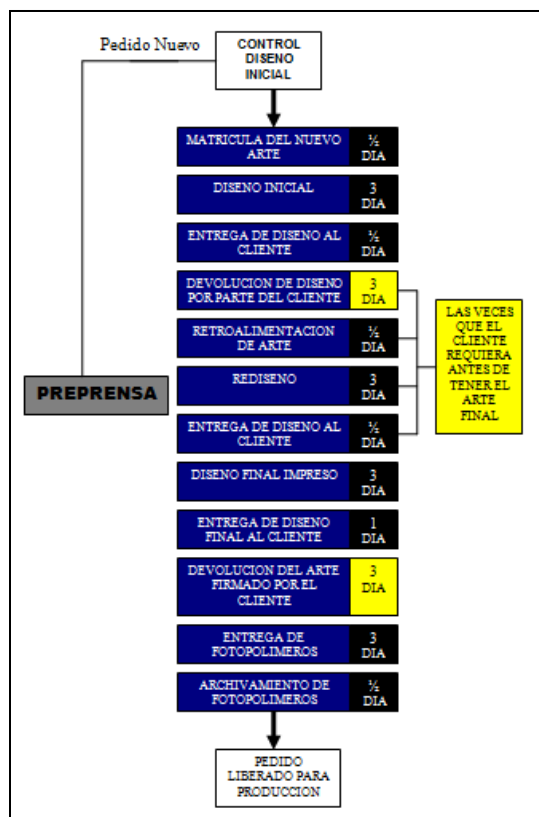 Pedido Nuevo
CONTROL
DISENO
INICIAL
MATRICULA DEL NUEVO
ARTE
½
DIA
DISENO INICIAL
3
DIA
ENTREGA DE DISENO AL
CLIENTE
½
DIA
DEVOLUCION DE DISENO
POR PARTE DEL CLIENTE
3
DIA
RETROALIMENTACION
DE ARTE
½
DIA
REDISENO
3
DIA
ENTREGA DE DISENO AL
CLIENTE
½
DIA
LAS VECES
QUE EL
CLIENTE
REQUIERA
ANTES DE
TENER EL
ARTE
FINAL
PREPRENSA
DISENO FINAL IMPRESO
3
DIA
ENTREGA DE DISENO
FINAL AL CLIENTE
1
DIA
DEVOLUCION DEL ARTE
FIRMADO POR EL
CLIENTE
3
DIA
ENTREGA DE
FOTOPOLIMEROS
3
DIA
ARCHIVAMIENTO DE
FOTOPOLIMEROS
½
DIA
PEDIDO
LIBERADO PARA
PRODUCCION